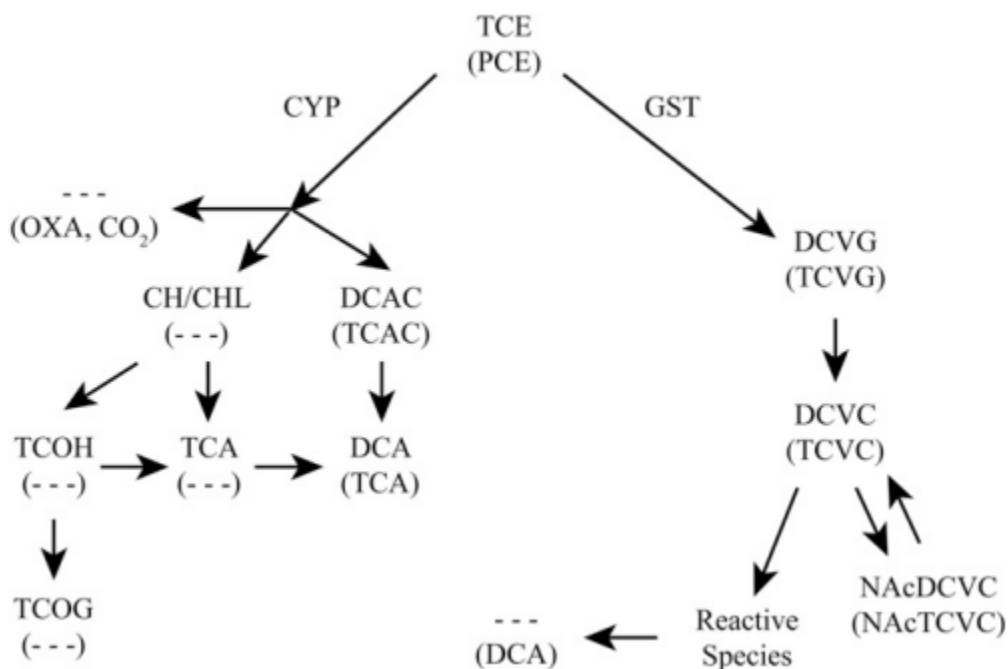 TCE
(PCE)
CYP
GST
- - -
(OXA, CO₂)
DCVG
(TCVG)
CH/CHL
(- - -)
DCAC
(TCAC)
DCVC
(TCVC)
TCOH
(- - -)
TCA
(- - -)
DCA
(TCA)
NAcDCVC
(NAcTCVC)
TCOG
(- - -)
Reactive
Species
- - -
(DCA)